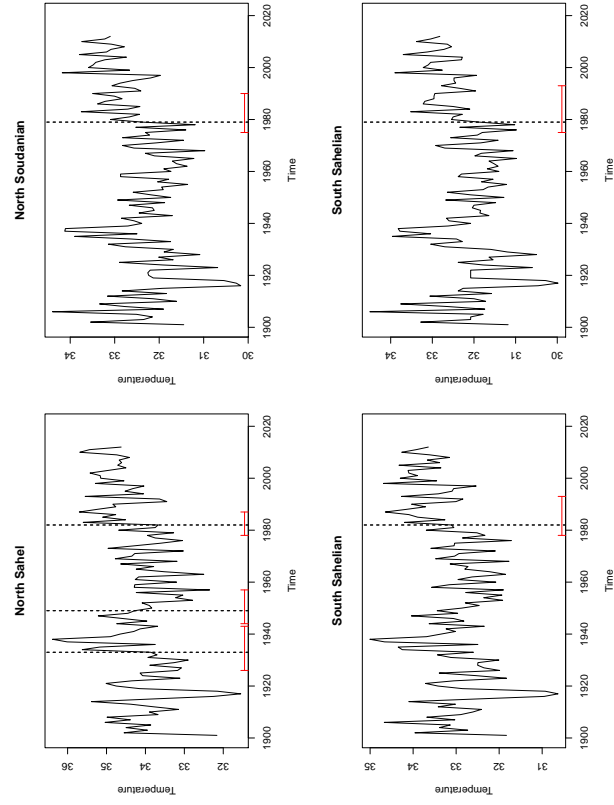 North Sahel
Temperature
32 33 34 35 36
1900 1920 1940 1960 1980 2000 2020
Time
North Soudanian
Temperature
30 31 32 33 34
1900 1920 1940 1960 1980 2000 2020
Time
South Sahelian
Temperature
31 32 33 34 35
1900 1920 1940 1960 1980 2000 2020
Time
South Sahelian
Temperature
30 31 32 33 34
1900 1920 1940 1960 1980 2000 2020
Time